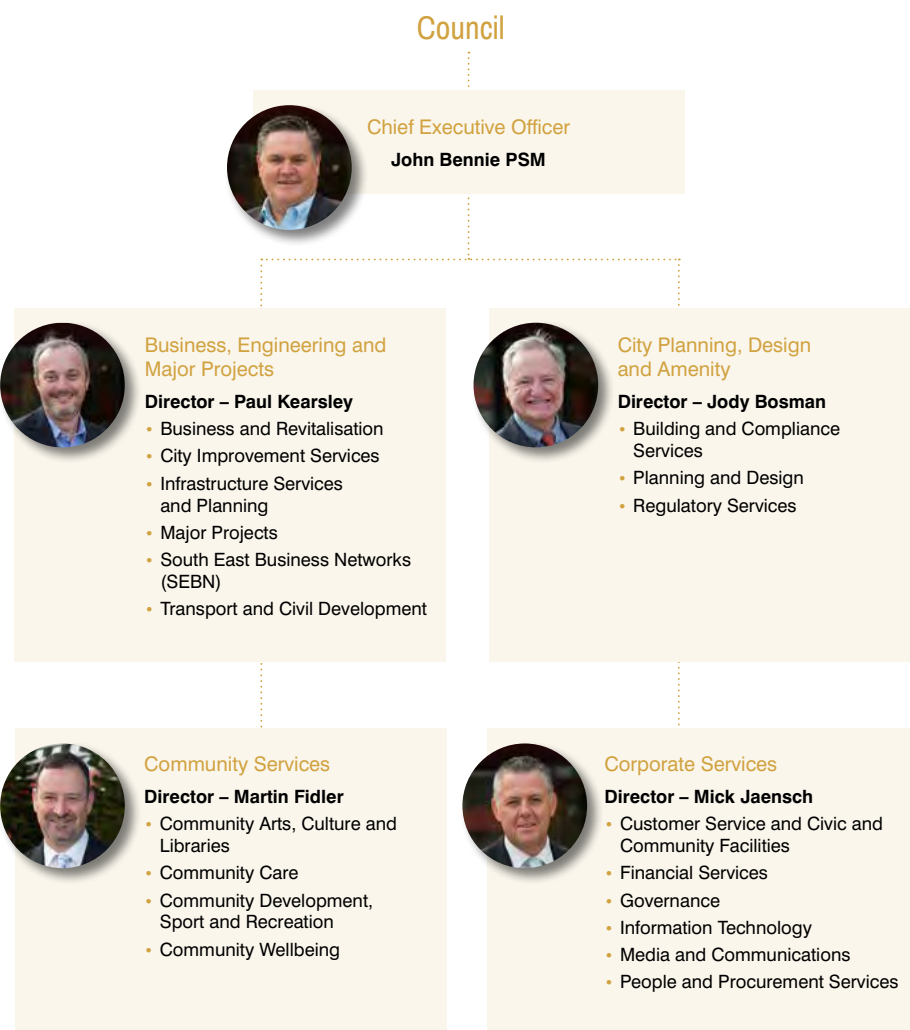 Council
Chief Executive Officer
John Bennie PSM
Business, Engineering and
Major Projects
Director – Paul Kearsley
• Business and Revitalisation
• City Improvement Services
• Infrastructure Services
and Planning
• Major Projects
• South East Business Networks
(SEBN)
• Transport and Civil Development
City Planning, Design
and Amenity
Director – Jody Bosman
• Building and Compliance
Services
• Planning and Design
• Regulatory Services
Community Services
Director – Martin Fidler
• Community Arts, Culture and
Libraries
• Community Care
• Community Development,
Sport and Recreation
• Community Wellbeing
Corporate Services
Director – Mick Jaensch
• Customer Service and Civic and
Community Facilities
• Financial Services
• Governance
• Information Technology
• Media and Communications
• People and Procurement Services